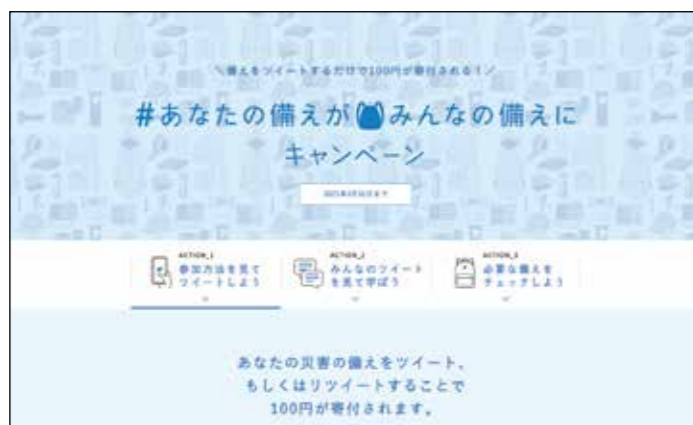 ＼備えをツイートするだけで100円が寄付される！／
#あなたの備えがみんなの備えに
キャンペーン
ACTION_1
参加方法を見て
ツイートしよう
ACTION_2
みんなのツイート
を見て学ぼう
ACTION_3
必要な備えを
チェックしよう
あなたの災害の備えをツイート、
もしくはリツイートすることで
100円が寄付されます。